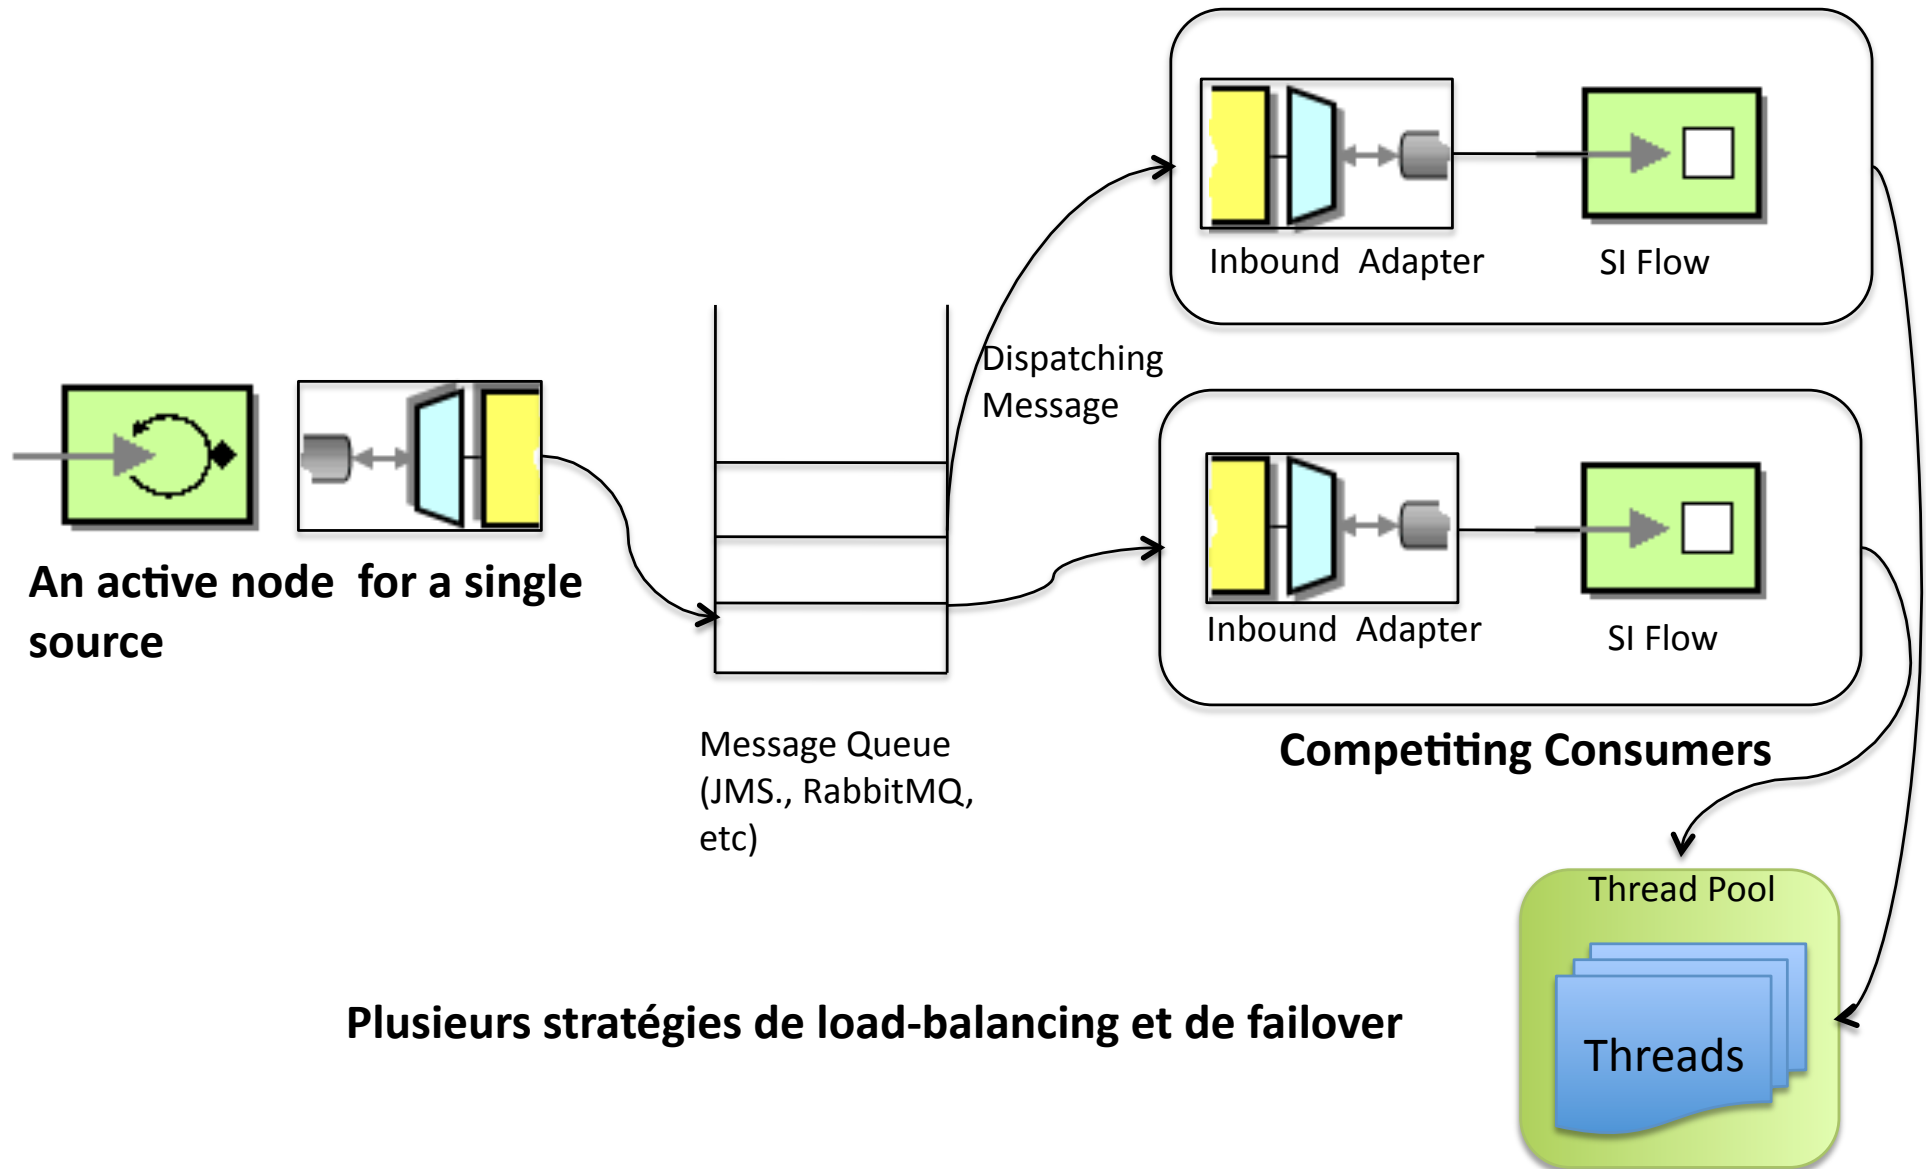 Inbound Adapter
SI Flow
Dispatching
Message
An active node for a single
source
Inbound Adapter
SI Flow
Message Queue
(JMS., RabbitMQ,
etc)
Competiting Consumers
Thread Pool
Threads
Plusieurs stratégies de load-balancing et de failover